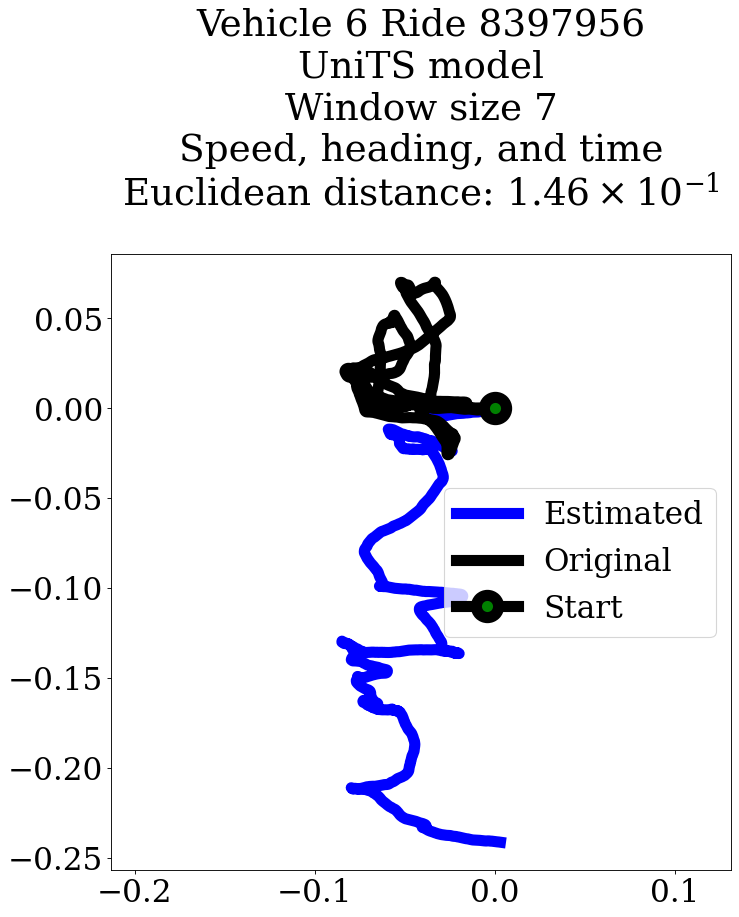 Vehicle 6 Ride 8397956
UniTS model
Window size 7
Speed, heading, and time
Euclidean distance: $1.46 \times 10^{-1}$
0.05
0.00
−0.05
−0.10
−0.15
−0.20
−0.25
Estimated
Original
Start
−0.2
−0.1
0.0
0.1